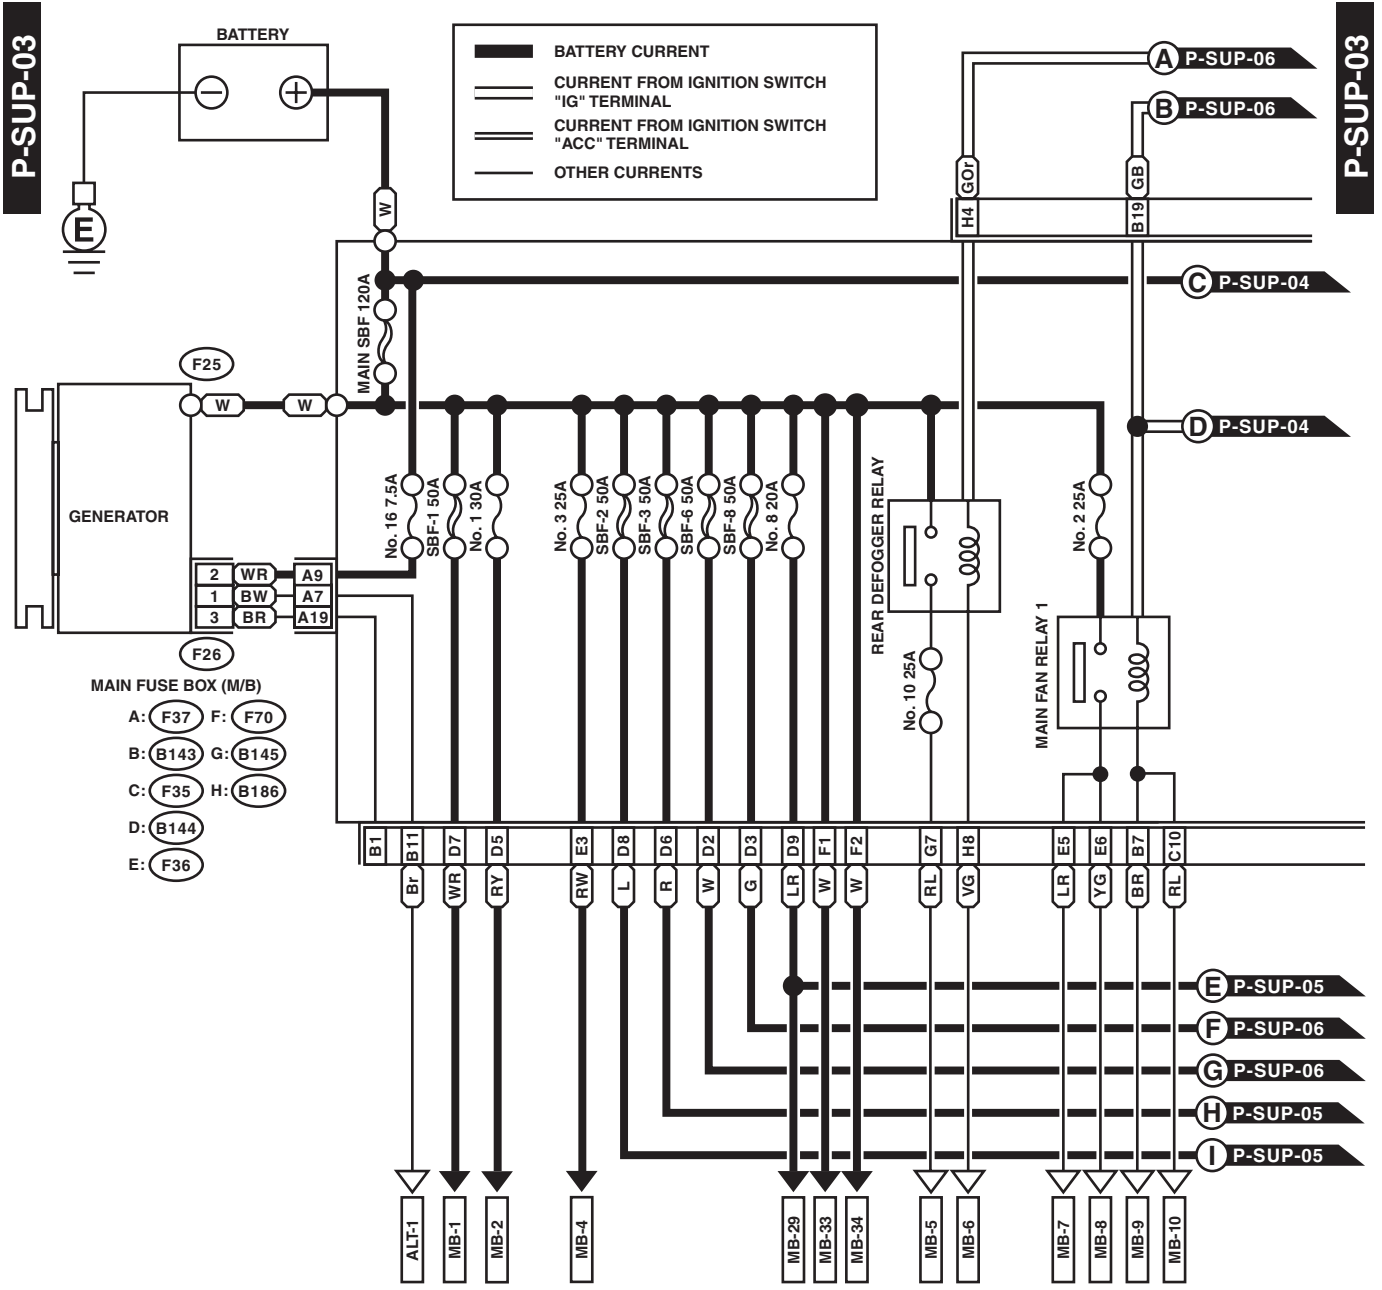 P-SUP-03
P-SUP-03
BATTERY
BATTERY CURRENT
CURRENT FROM IGNITION SWITCH
"IG" TERMINAL
CURRENT FROM IGNITION SWITCH
"ACC" TERMINAL
OTHER CURRENTS
A P-SUP-06
B P-SUP-06
GOr
GB
H4
B19
W
E
MAIN SBF 120A
C P-SUP-04
D P-SUP-04
F25
W W
GENERATOR
No. 16 7.5A
SBF-1 50A
No. 1 30A
No. 3 25A
SBF-2 50A
SBF-3 50A
SBF-6 50A
SBF-8 50A
No. 8 20A
REAR DEFOGGER RELAY
No. 2 25A
2 WR A9
1 BW A7
3 BR A19
F26
No. 10 25A
MAIN FAN RELAY 1
MAIN FUSE BOX (M/B)
A: F37 F: F70
B: B143 G: B145
C: F35 H: B186
D: B144
E: F36
B1 B11 D7 D5 E3 D8 D6 D2 D3 D9 F1 F2 G7 H8 E5 E6 B7 C10
Br WR RY RW L R W G LR W W RL VG LR YG BR RL
E P-SUP-05
F P-SUP-06
G P-SUP-06
H P-SUP-05
I P-SUP-05
ALT-1 MB-1 MB-2 MB-4 MB-29 MB-33 MB-34 MB-5 MB-6 MB-7 MB-8 MB-9 MB-10